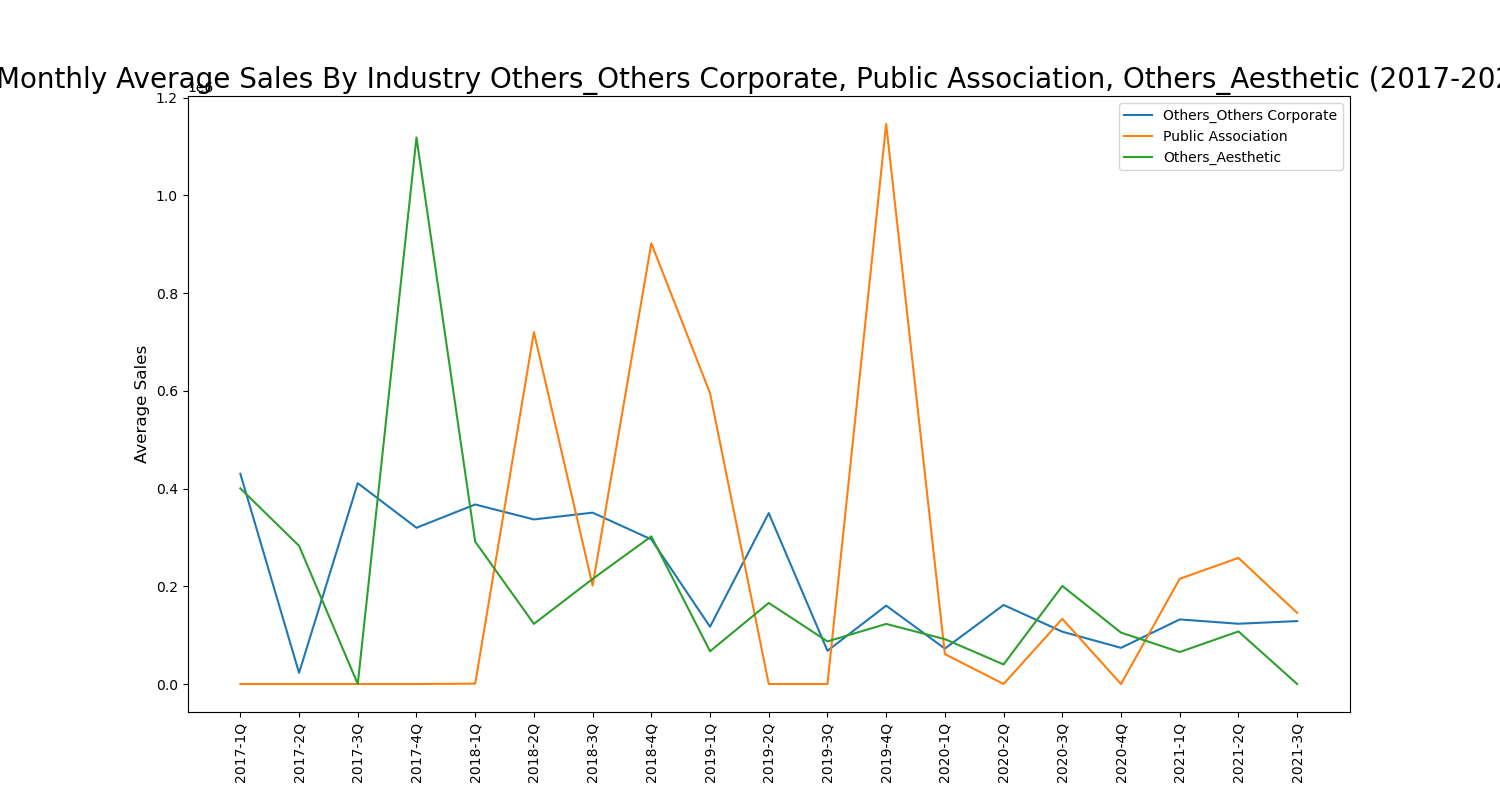 Monthly Average Sales By Industry Others_Others Corporate, Public Association, Others_Aesthetic (2017-202
1e6
1.2
1.0
0.8
0.6
0.4
0.2
0.0
Average Sales
Others_Others Corporate
Public Association
Others_Aesthetic
2017-1Q
2017-2Q
2017-3Q
2017-4Q
2018-1Q
2018-2Q
2018-3Q
2018-4Q
2019-1Q
2019-2Q
2019-3Q
2019-4Q
2020-1Q
2020-2Q
2020-3Q
2020-4Q
2021-1Q
2021-2Q
2021-3Q